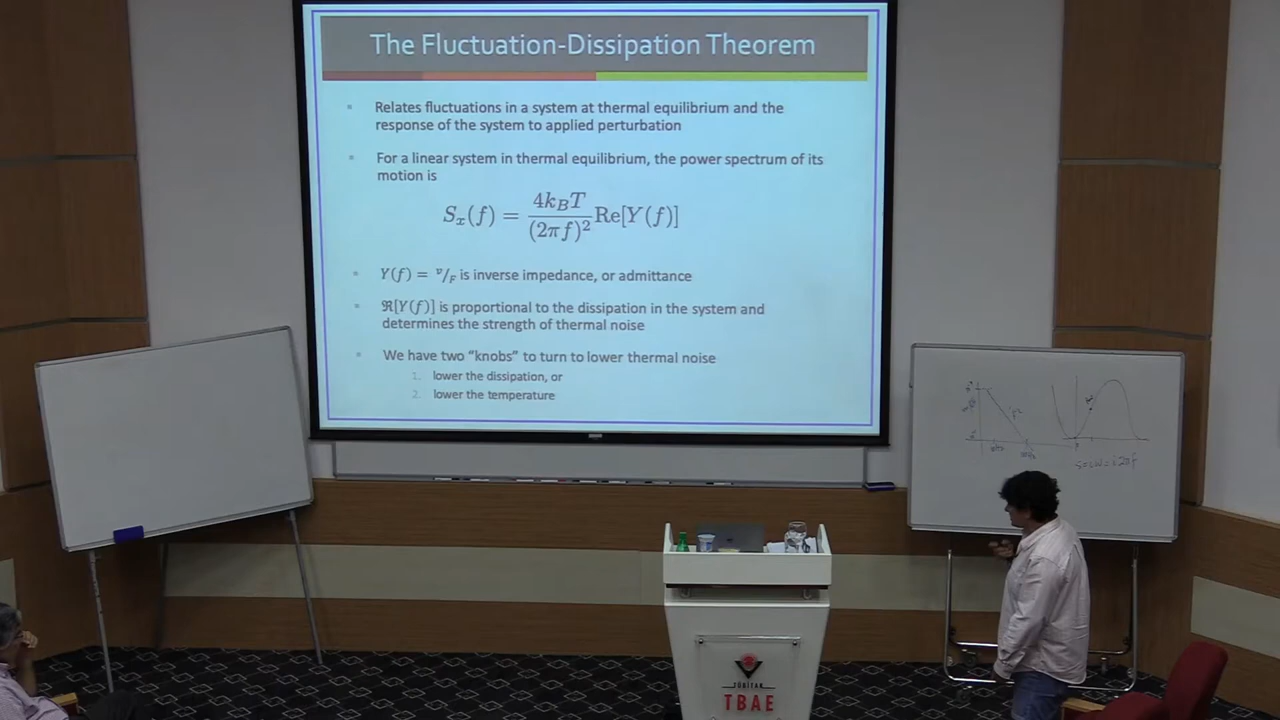 The Fluctuation-Dissipation Theorem
Relates fluctuations in a system at thermal equilibrium and the
response of the system to applied perturbation
For a linear system in thermal equilibrium, the power spectrum of its
motion is
S_x(f) = \frac{4k_BT}{(2πf)^2} Re[Y(f)]
Y(f) = v/F is inverse impedance, or admittance
ℜ[Y(f)] is proportional to the dissipation in the system and
determines the strength of thermal noise
We have two “knobs” to turn to lower thermal noise
1. lower the dissipation, or
2. lower the temperature
S=iω=i2πf
TÜBİTAK
TBAE